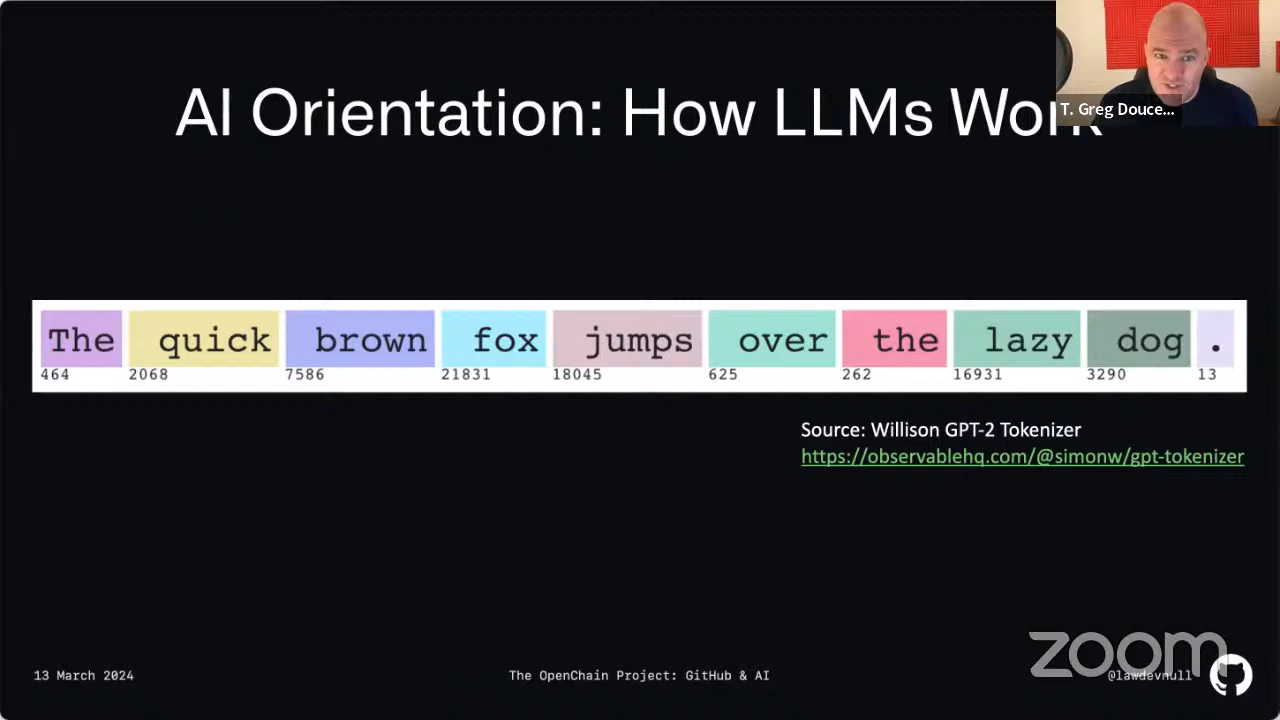 AI Orientation: How LLMs Work
T. Greg Douce...
The quick brown fox jumps over the lazy dog .
464 2068 7586 21831 18045 625 262 16931 3290 13
Source: Willison GPT-2 Tokenizer
https://observablehq.com/@simonw/gpt-tokenizer
zoom
13 March 2024 The OpenChain Project: GitHub & AI @lawdevnull